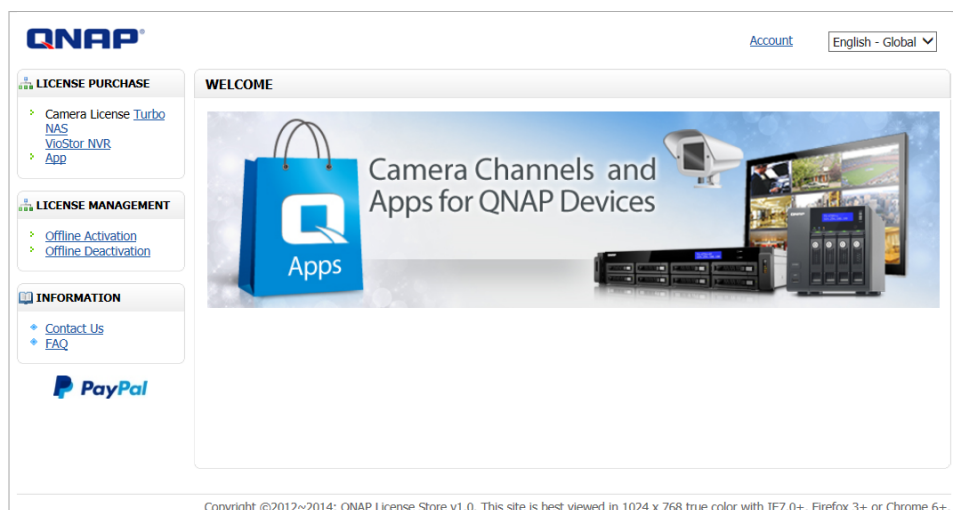 QNAP
Account
English - Global
LICENSE PURCHASE
Camera License Turbo
NAS
VioStor NVR
App
LICENSE MANAGEMENT
Offline Activation
Offline Deactivation
INFORMATION
Contact Us
FAQ
PayPal
WELCOME
Camera Channels and
Apps for QNAP Devices
Apps
Copyright ©2012~2014: QNAP License Store v1.0. This site is best viewed in 1024 x 768 true color with IE7.0+, Firefox 3+ or Chrome 6+.